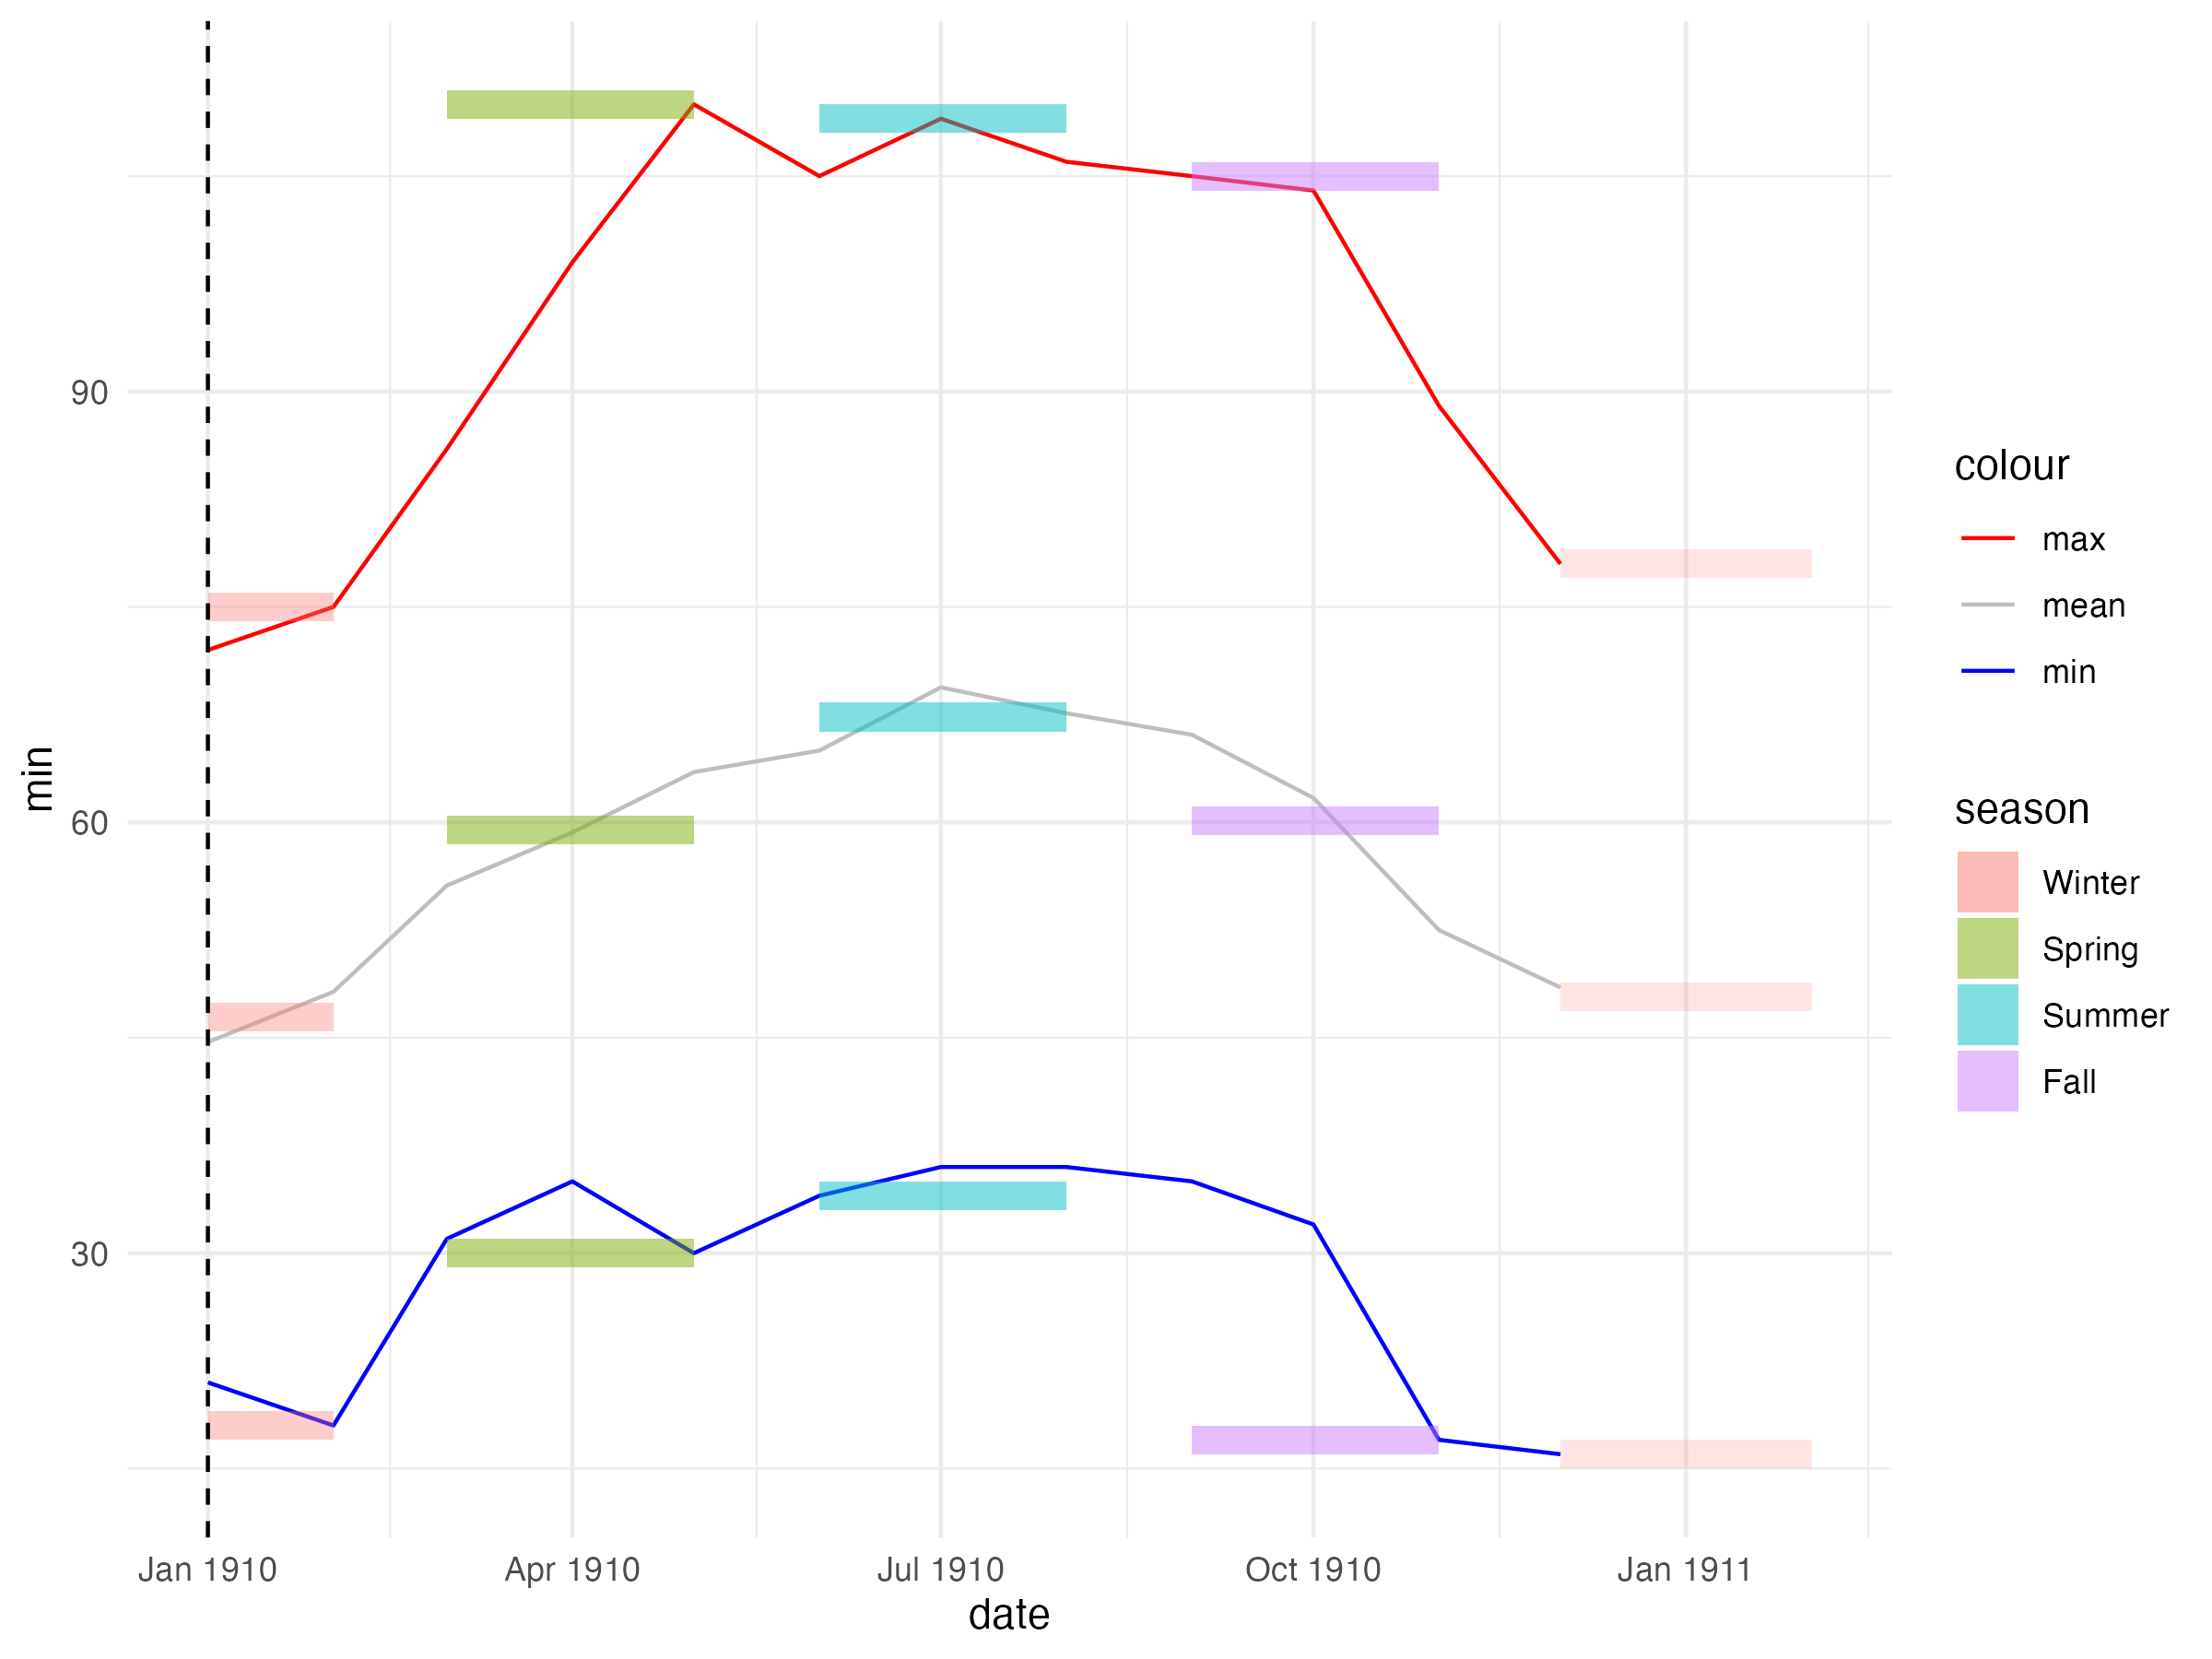 90
60
30
min
Jan 1910
Apr 1910
Jul 1910
Oct 1910
Jan 1911
date
colour
max
mean
min
season
Winter
Spring
Summer
Fall